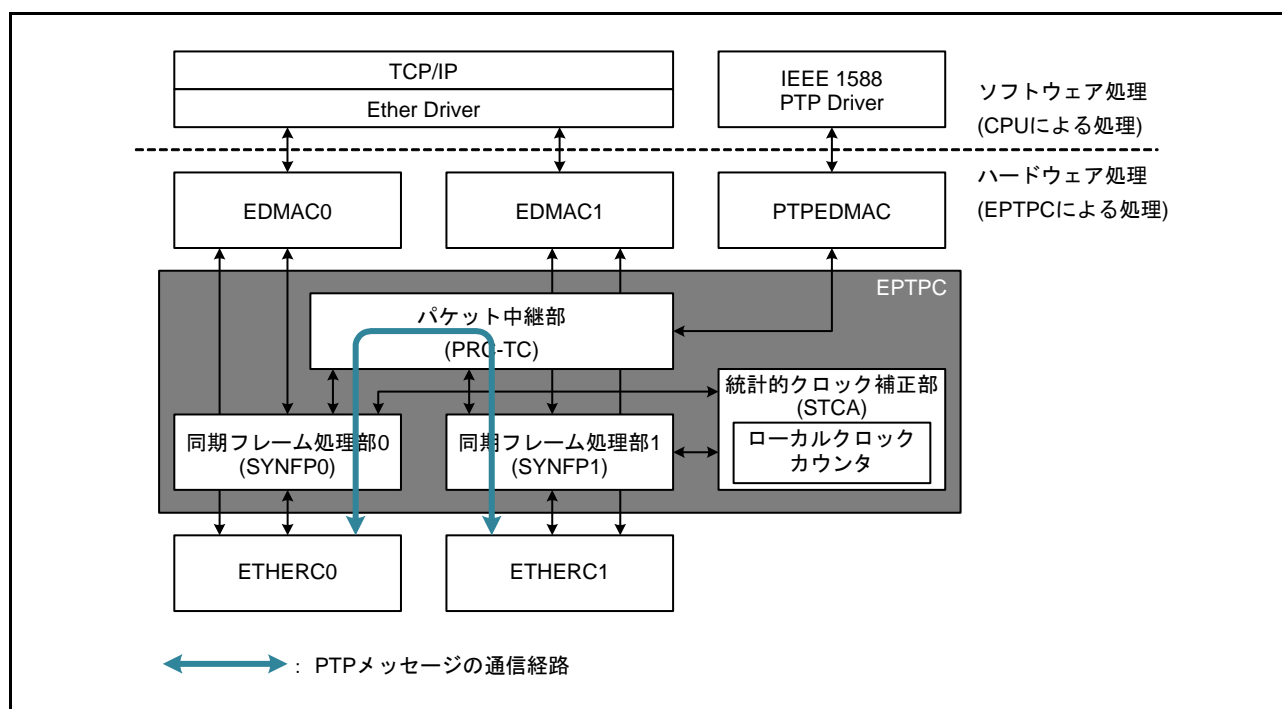 TCP/IP
Ether Driver
IEEE 1588
PTP Driver
ソフトウェア処理
(CPUによる処理)
ハードウェア処理
(EPTPCによる処理)
EDMAC0
EDMAC1
PTPEDMAC
EPTPC
パケット中継部
(PRC-TC)
統計的クロック補正部
(STCA)
ローカルクロック
カウンタ
同期フレーム処理部0
(SYNFP0)
同期フレーム処理部1
(SYNFP1)
ETHERC0
ETHERC1
: PTPメッセージの通信経路